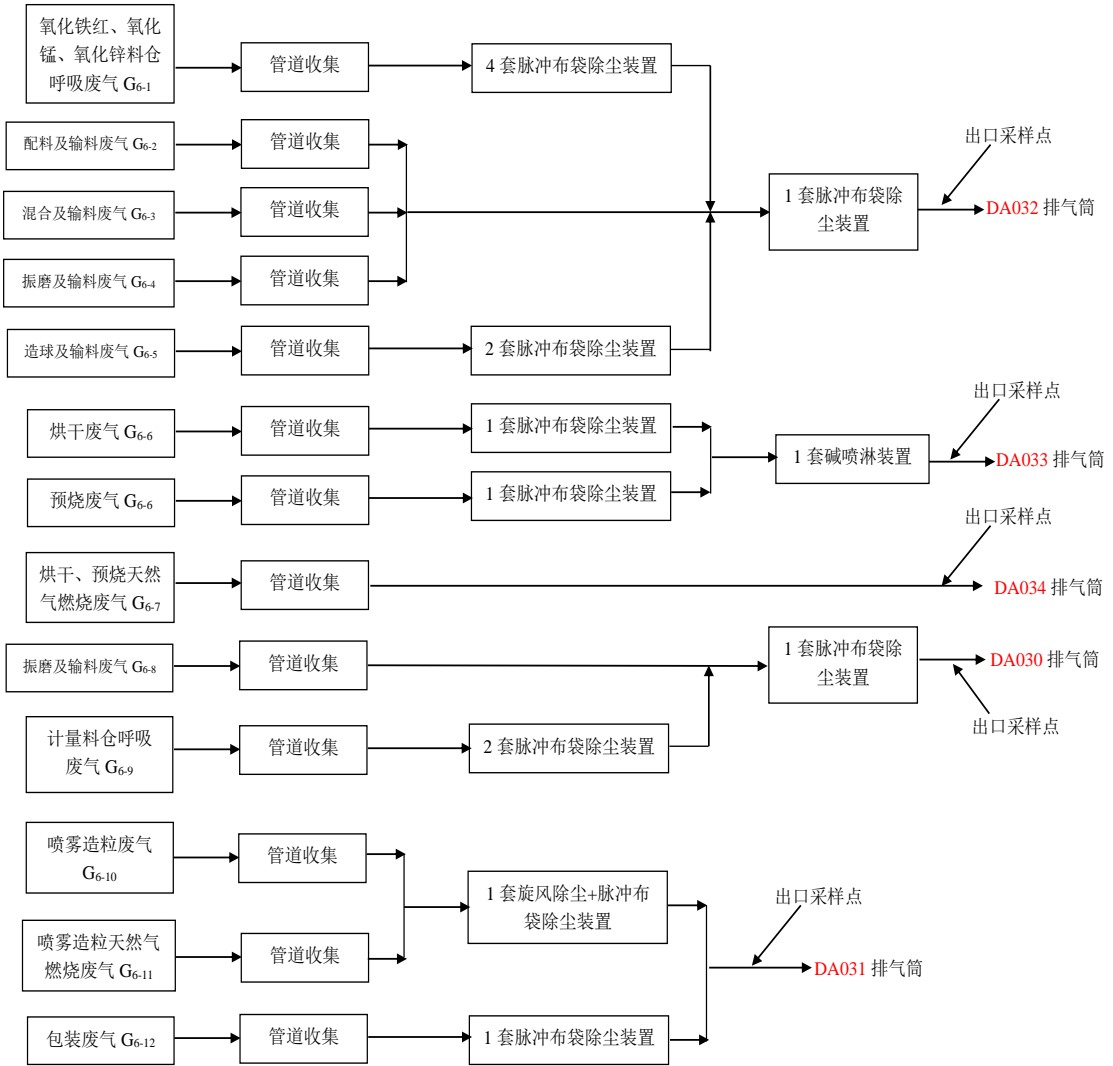 氧化铁红、氧化
锰、氧化锌料仓
呼吸废气 G6-1
管道收集
4 套脉冲布袋除尘装置
配料及输料废气 G6-2
管道收集
混合及输料废气 G6-3
管道收集
振磨及输料废气 G6-4
管道收集
造球及输料废气 G6-5
管道收集
2 套脉冲布袋除尘装置
1 套脉冲布袋除
尘装置
出口采样点
DA032 排气筒
烘干废气 G6-6
管道收集
1 套脉冲布袋除尘装置
预烧废气 G6-6
管道收集
1 套脉冲布袋除尘装置
1 套碱喷淋装置
出口采样点
DA033 排气筒
烘干、预烧天然
气燃烧废气 G6-7
管道收集
出口采样点
DA034 排气筒
振磨及输料废气 G6-8
管道收集
计量料仓呼吸
废气 G6-9
管道收集
2 套脉冲布袋除尘装置
1 套脉冲布袋除
尘装置
DA030 排气筒
出口采样点
喷雾造粒废气
G6-10
管道收集
喷雾造粒天然气
燃烧废气 G6-11
管道收集
1 套旋风除尘+脉冲布
袋除尘装置
包装废气 G6-12
管道收集
1 套脉冲布袋除尘装置
出口采样点
DA031 排气筒